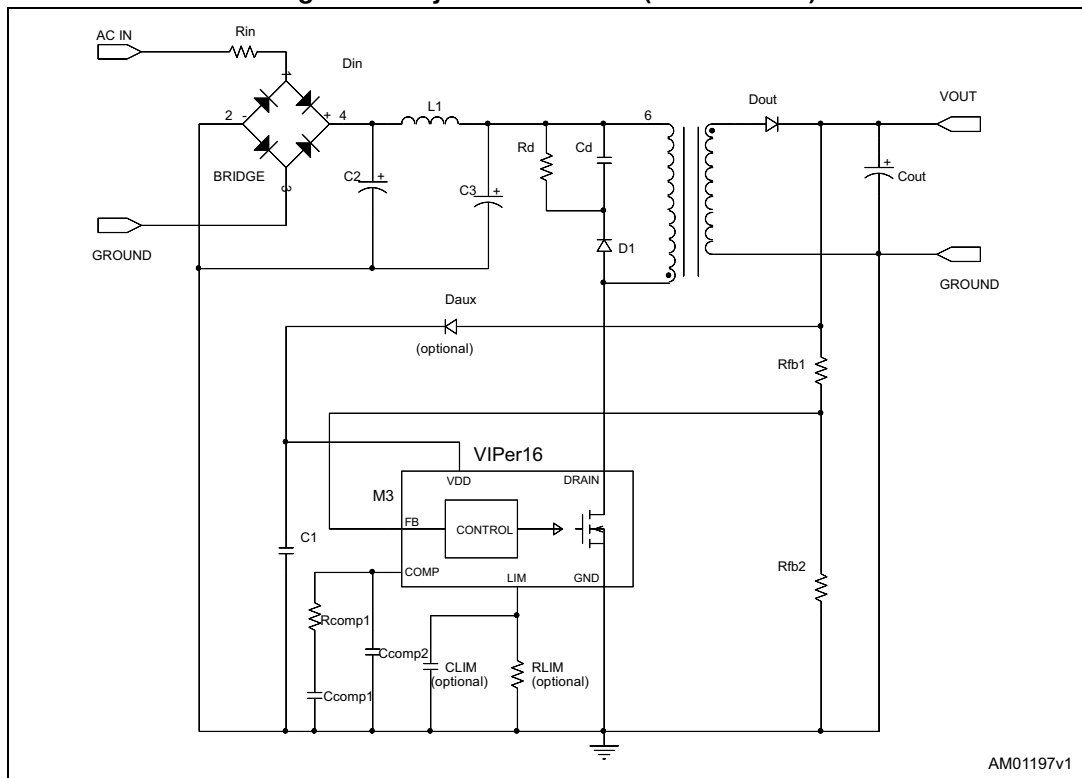 AC IN
Rin
Din
1
2
-
+
4
3
BRIDGE
GROUND
L1
C2
+
C3
+
Rd
Cd
D1
6
Dout
VOUT
+
Cout
GROUND
Daux
(optional)
Rfb1
VIPer16
M3
VDD
DRAIN
FB
CONTROL
COMP
LIM
GND
C1
Rfb2
Rcomp1
Ccomp2
Ccomp1
CLIM
(optional)
RLIM
(optional)
AM01197v1